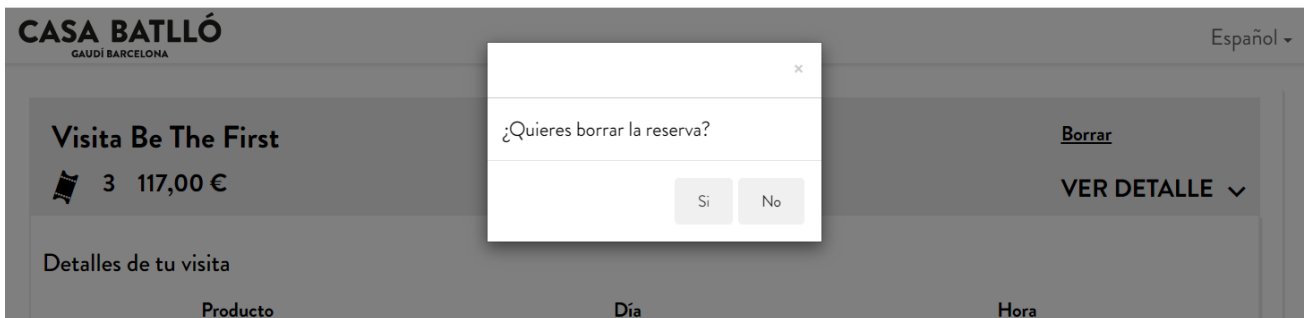 CASA BATLLÓ
GAUDÍ BARCELONA
Español
×
¿Quieres borrar la reserva?
Si No
Visita Be The First
Borrar
3 117,00 €
VER DETALLE
Detalles de tu visita
Producto Día Hora